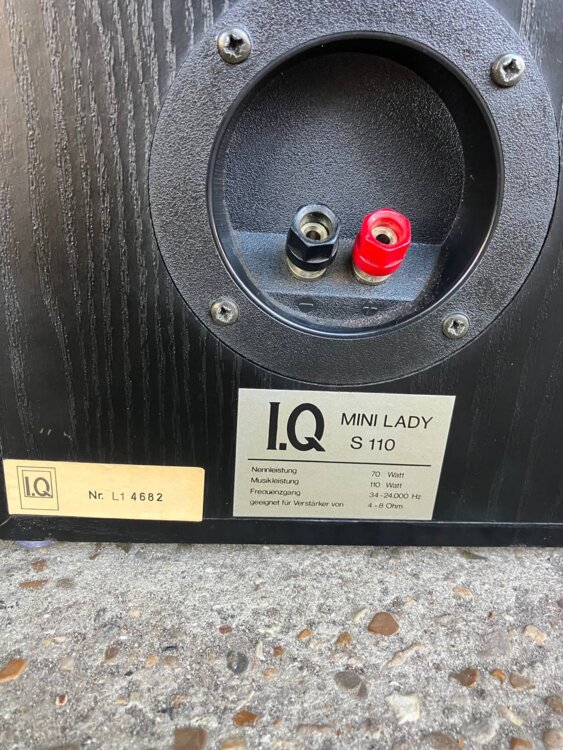 − +
I.Q MINI LADY
S 110
Nennleistung 70 Watt
Musikleistung 110 Watt
Frequenzgang 34-24.000 Hz
geeignet für Verstärker von 4-8 Ohm
I.Q Nr. L1 4682